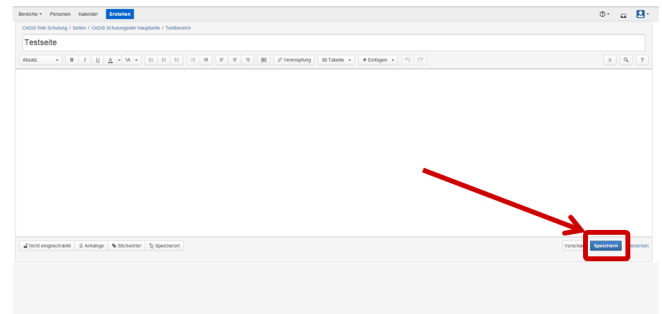 Bereiche Personen Kalender Erstellen
CeDiS Wiki Schulung / Seiten / CeDiS Schulungswiki Hauptseite / Testbereich
Testseite
Absatz B I U A Verknüpfung Tabelle + Einfügen ?
Nicht eingeschränkt Anhänge Stichwörter Speicherort Speichern